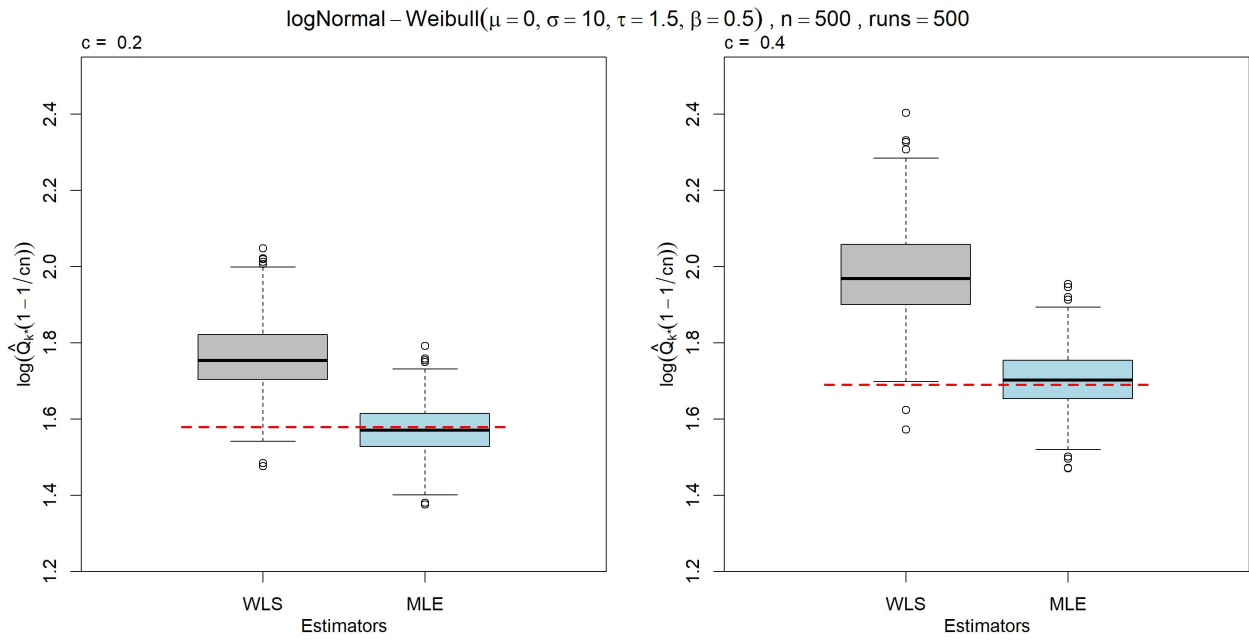 logNormal – Weibull(μ = 0, σ = 10, τ = 1.5, β = 0.5) , n = 500 , runs = 500
c = 0.2
log(Q̂k*(1 − 1/cn))
2.4
2.2
2.0
1.8
1.6
1.4
1.2
WLS MLE
Estimators
c = 0.4
log(Q̂k*(1 − 1/cn))
2.4
2.2
2.0
1.8
1.6
1.4
1.2
WLS MLE
Estimators